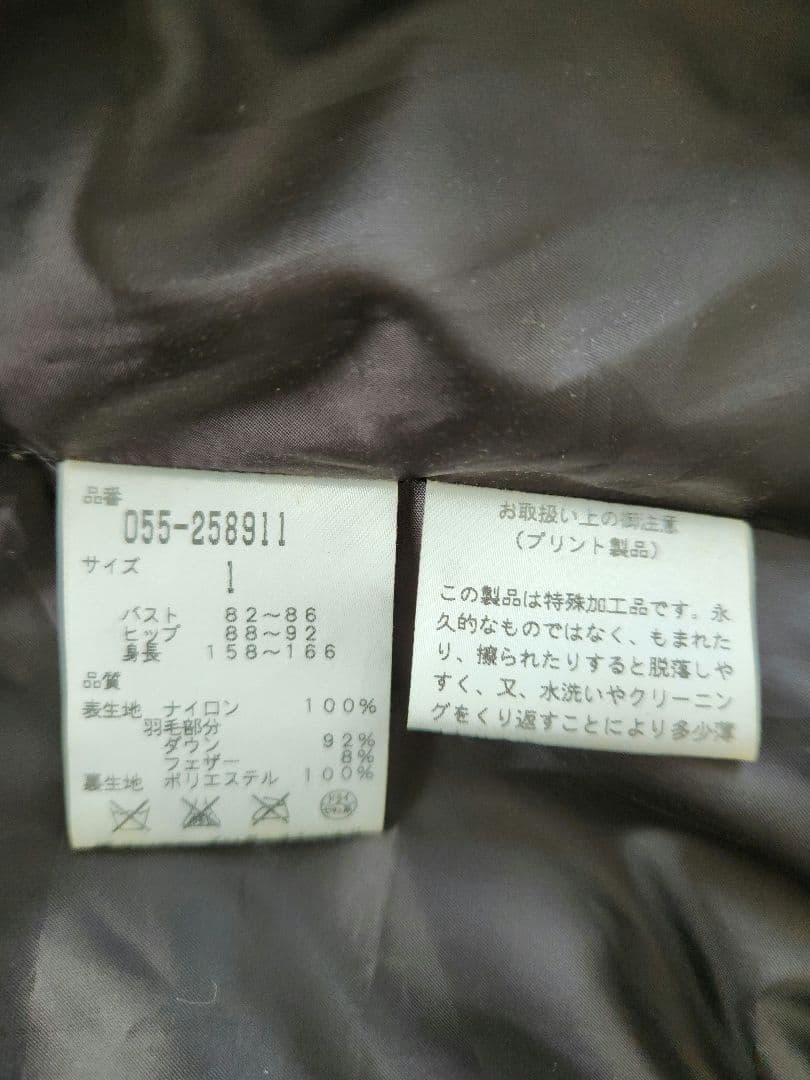 品番
055-258911
サイズ
1
バスト 82〜86
ヒップ 88〜92
身長 158〜166
品質
表生地 ナイロン 100%
羽毛部分
ダウン 92%
フェザー 8%
裏生地 ポリエステル 100%
ドライ
お取扱い上の御注意
(プリント製品)
この製品は特殊加工品です。永
久的なものではなく、もまれた
り、擦られたりすると脱落しや
すく、又、水洗いやクリーニン
グをくり返すことにより多少薄